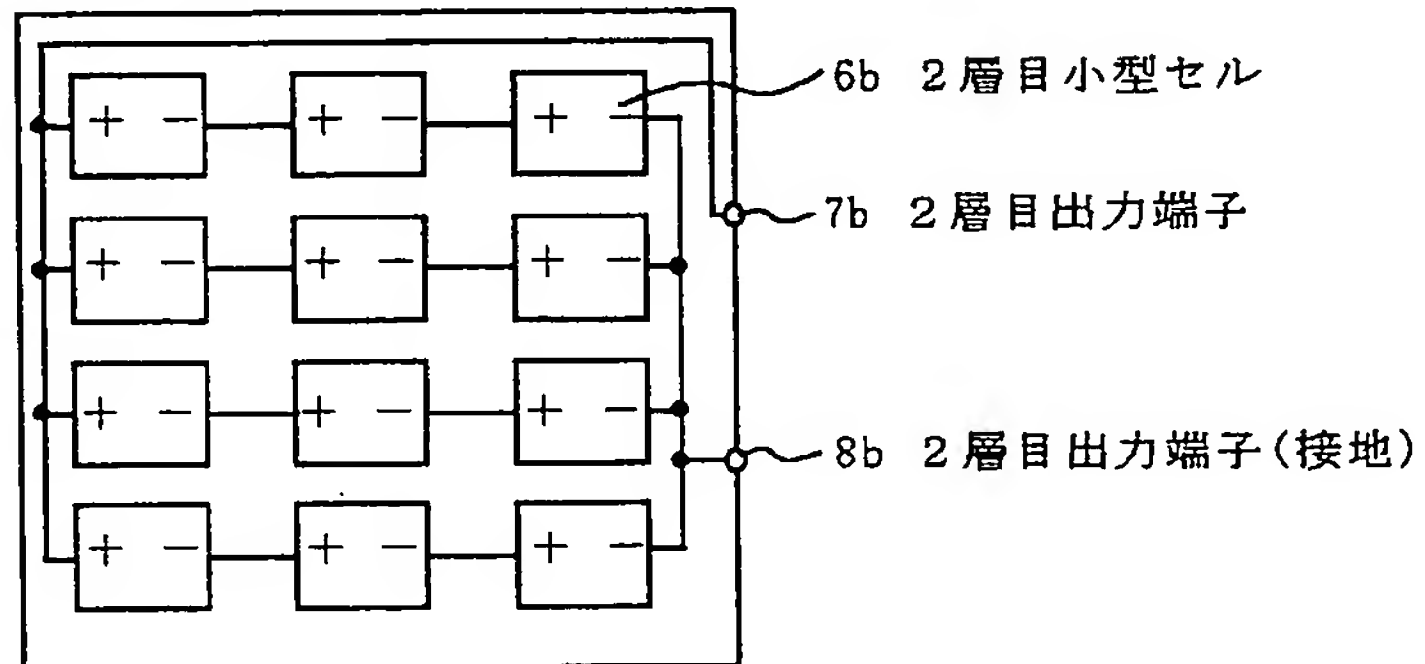 6b 2層目小型セル
+ - + - + -
7b 2層目出力端子
+ - + - + -
+ - + - + -
8b 2層目出力端子(接地)
+ - + - + -